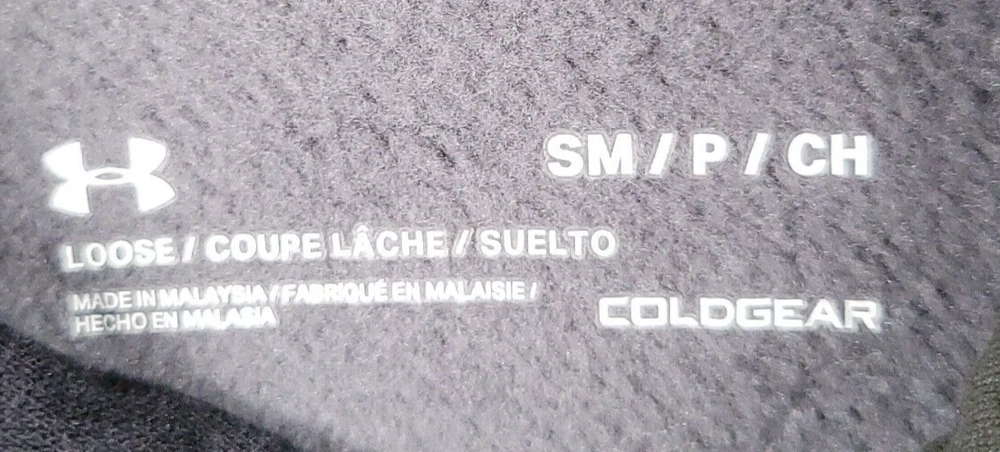 SM / P / CH
LOOSE / COUPE LÂCHE / SUELTO
MADE IN MALAYSIA / FABRIQUÉ EN MALAISIE /
HECHO EN MALASIA
COLDGEAR